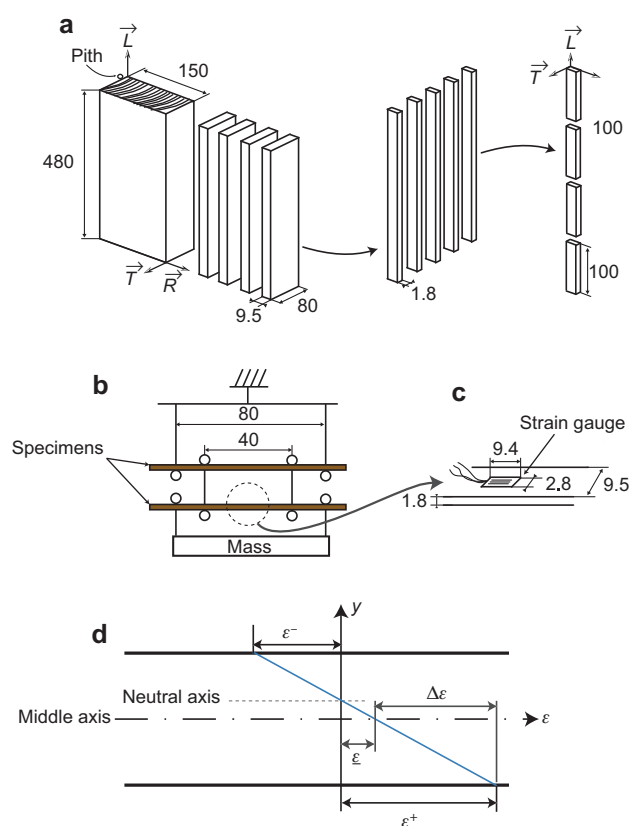 a
L
Pith
150
480
T
R
9.5
80
1.8
L
T
100
100
b
80
Specimens
40
Mass
c
Strain gauge
9.4
2.8
9.5
1.8
d
y
ε⁻
Neutral axis
Δε
Middle axis
ε
ε
ε⁺